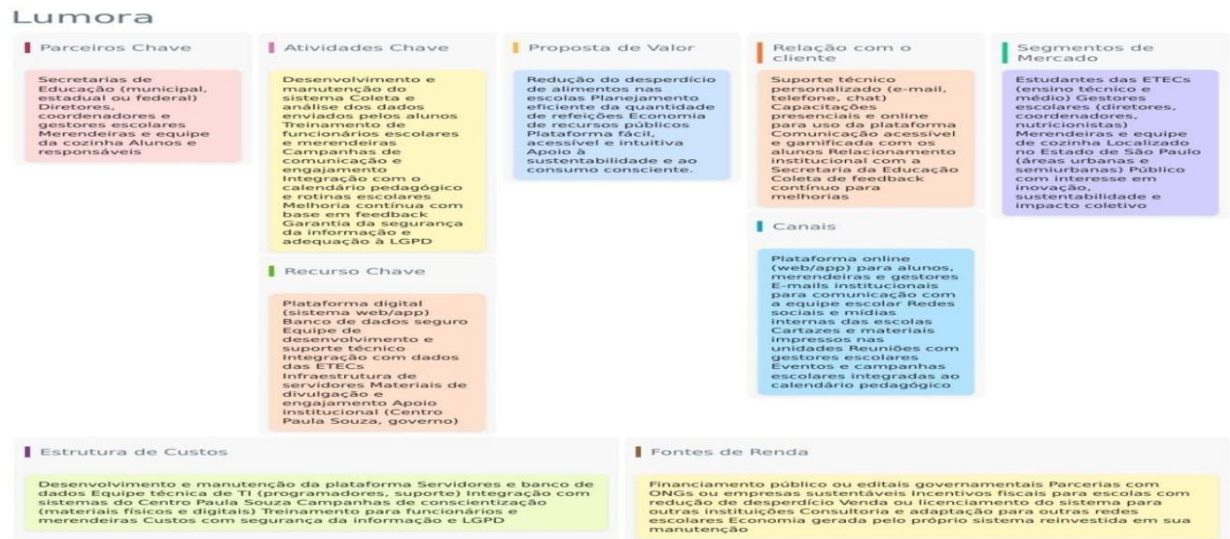 Lumora
Parceiros Chave
Secretarias de
Educação (municipal,
estadual ou federal)
Diretores,
coordenadores e
gestores escolares
Merendeiras e equipe
da cozinha Alunos e
responsáveis
Atividades Chave
Desenvolvimento e
manutenção do
sistema Coleta e
análise dos dados
enviados pelos alunos
Treinamento de
funcionários escolares
e merendeiras
Campanhas de
comunicação e
engajamento
Integração com o
calendário pedagógico
e rotinas escolares
Melhoria contínua com
base em feedback
Garantia da segurança
da informação e
adequação à LGPD
Recurso Chave
Plataforma digital
(sistema web/app)
Banco de dados seguro
Equipe de
desenvolvimento e
suporte técnico
Integração com dados
das ETECs
Infraestrutura de
servidores Materiais de
divulgação e
engajamento Apoio
institucional (Centro
Paula Souza, governo)
Proposta de Valor
Redução do desperdício
de alimentos nas
escolas Planejamento
eficiente de quantidade
de refeições Economia
de recursos públicos
Plataforma fácil,
acessível e intuitiva
Apoio à
sustentabilidade e ao
consumo consciente.
Relação com o
cliente
Suporte técnico
personalizado (e-mail,
telefone, chat)
Capacitações
presenciais e online
para uso da plataforma
Comunicação acessível
e gamificada com os
alunos Relacionamento
institucional com a
Secretaria da Educação
Coleta de feedback
contínuo para
melhorias
Canais
Plataforma online
(web/app) para alunos,
merendeiras e gestores
E-mails institucionais
para comunicação com
a equipe escolar Redes
sociais e mídias
internas das escolas
Cartazes e materiais
impressos nas
unidades Reuniões com
gestores escolares
Eventos e campanhas
escolares integradas ao
calendário pedagógico
Segmentos de
Mercado
Estudantes das ETECs
(ensino técnico e
médio) Gestores
escolares (diretores,
coordenadores,
nutricionistas)
Merendeiras e equipe
de cozinha Localizado
no Estado de São Paulo
(áreas urbanas e
semiurbanas) Público
com interesse em
inovação,
sustentabilidade e
impacto coletivo
Estrutura de Custos
Desenvolvimento e manutenção da plataforma Servidores e banco de
dados Equipe técnica de TI (programadores, suporte) Integração com
sistemas do Centro Paula Souza Campanhas de conscientização
(materiais físicos e digitais) Treinamento para funcionários e
merendeiras Custos com segurança da informação e LGPD
Fontes de Renda
Financiamento público ou editais governamentais Parcerias com
ONGs ou empresas sustentáveis Incentivos fiscais para escolas com
redução de desperdício Venda ou licenciamento do sistema para
outras instituições Consultoria e adaptação para outras redes
escolares Economia gerada pelo próprio sistema reinvestida em sua
manutenção